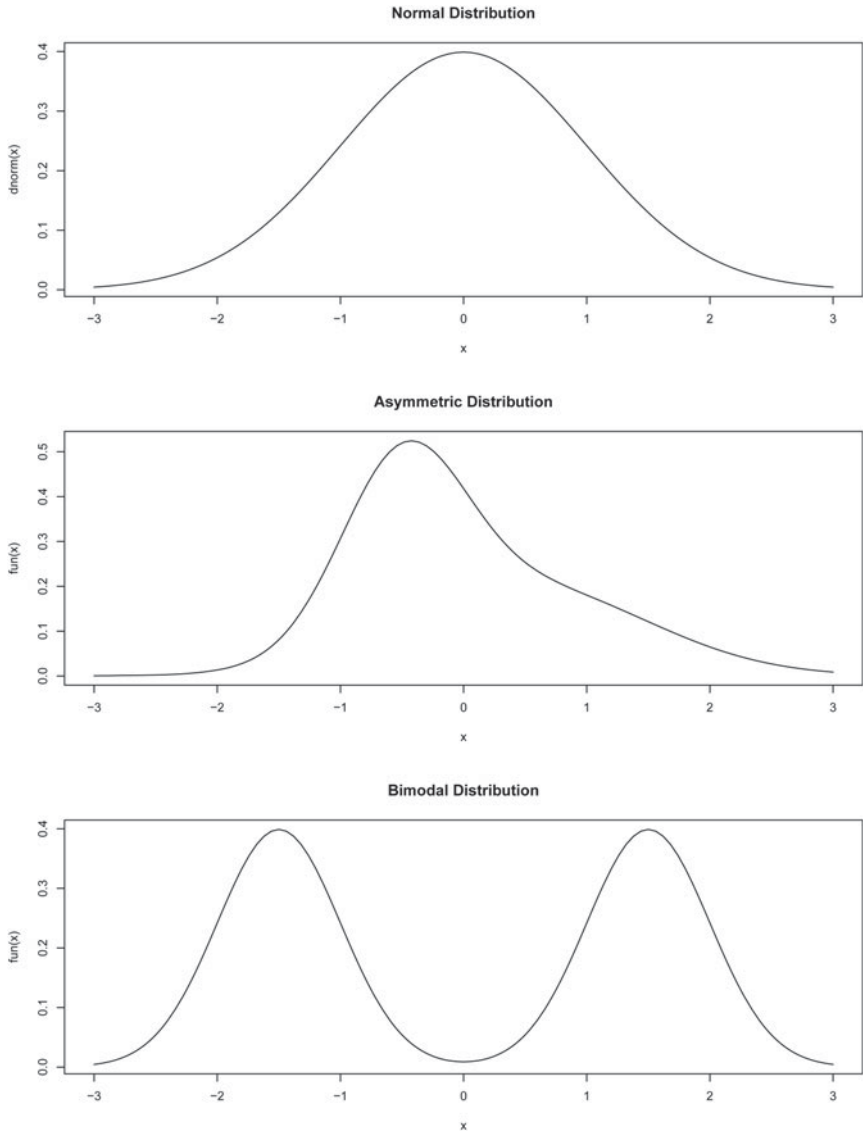 Normal Distribution
0.4
0.3
0.2
0.1
0.0
dnorm(x)
−3 −2 −1 0 1 2 3
x
Asymmetric Distribution
0.5
0.4
0.3
0.2
0.1
0.0
fun(x)
−3 −2 −1 0 1 2 3
x
Bimodal Distribution
0.4
0.3
0.2
0.1
0.0
fun(x)
−3 −2 −1 0 1 2 3
x